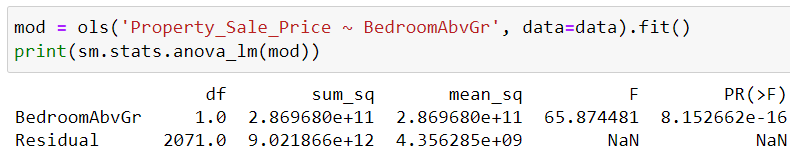 mod = ols('Property_Sale_Price ~ BedroomAbvGr', data=data).fit()
print(sm.stats.anova_lm(mod))
df sum_sq mean_sq F PR(>F)
BedroomAbvGr 1.0 2.869680e+11 2.869680e+11 65.874481 8.152662e-16
Residual 2071.0 9.021866e+12 4.356285e+09 NaN NaN